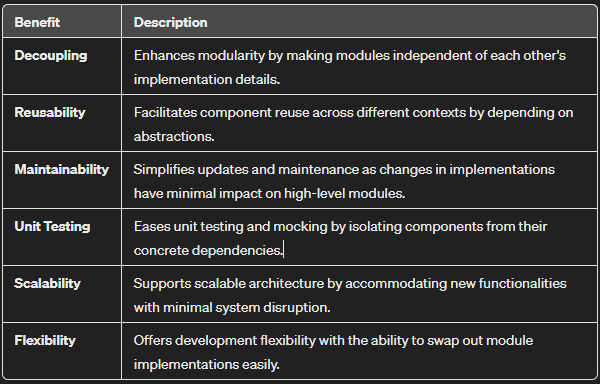 Benefit Description
Decoupling Enhances modularity by making modules independent of each other's
implementation details.
Reusability Facilitates component reuse across different contexts by depending on
abstractions.
Maintainability Simplifies updates and maintenance as changes in implementations
have minimal impact on high-level modules.
Unit Testing Eases unit testing and mocking by isolating components from their
concrete dependencies.
Scalability Supports scalable architecture by accommodating new functionalities
with minimal system disruption.
Flexibility Offers development flexibility with the ability to swap out module
implementations easily.